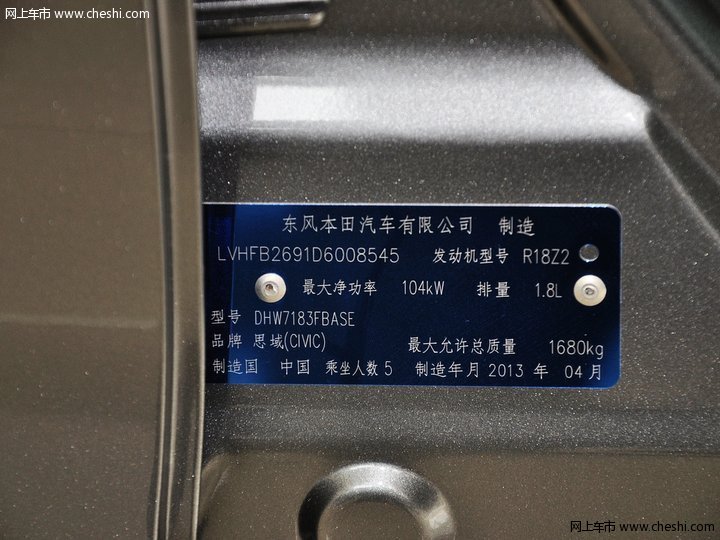 网上车市 www.cheshi.com
东风本田汽车有限公司 制造
LVHFB2691D6008545 发动机型号 R18Z2
最大净功率 104kW 排量 1.8L
型号 DHW7183FBASE
品牌 思域(CIVIC)
最大允许总质量 1680kg
制造国 中国 乘坐人数 5 制造年月 2013 年 04 月
网上车市 www.cheshi.com